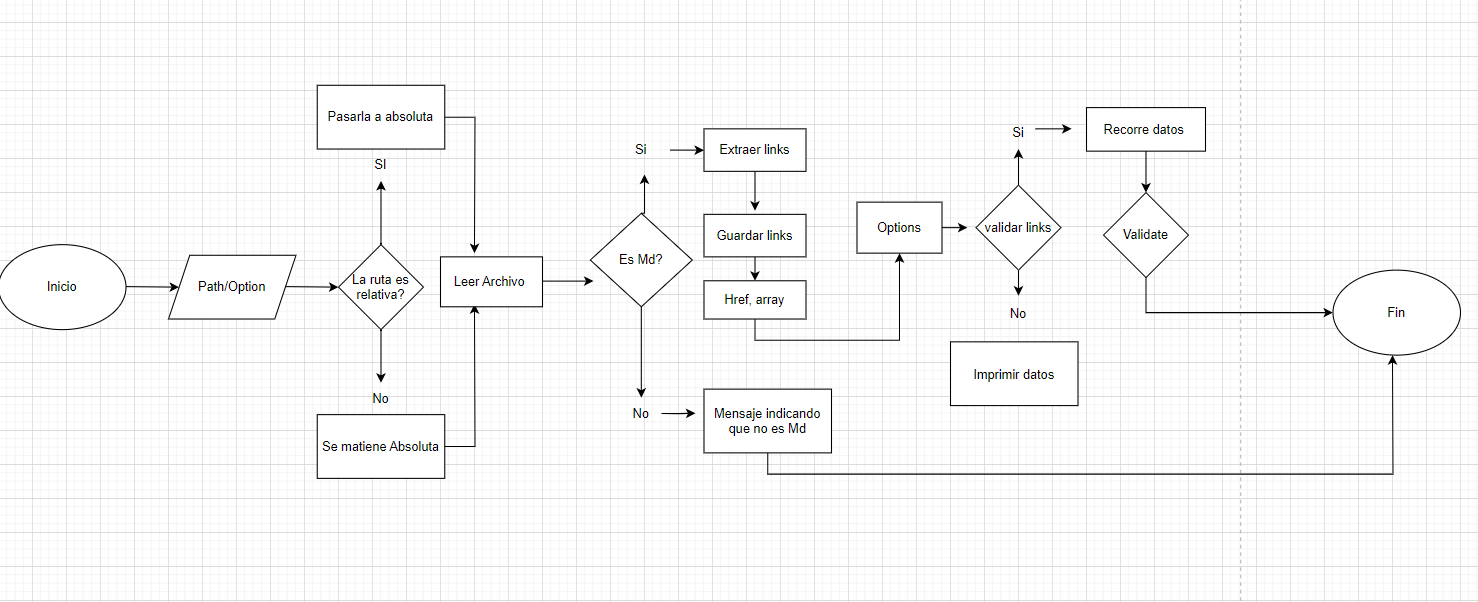 Inicio
Path/Option
La ruta es
relativa?
SI
Pasarla a absoluta
No
Se matiene Absoluta
Leer Archivo
Es Md?
Si
Extraer links
Guardar links
Href, array
No
Mensaje indicando
que no es Md
Options
validar links
Si
Recorre datos
Validate
No
Imprimir datos
Fin